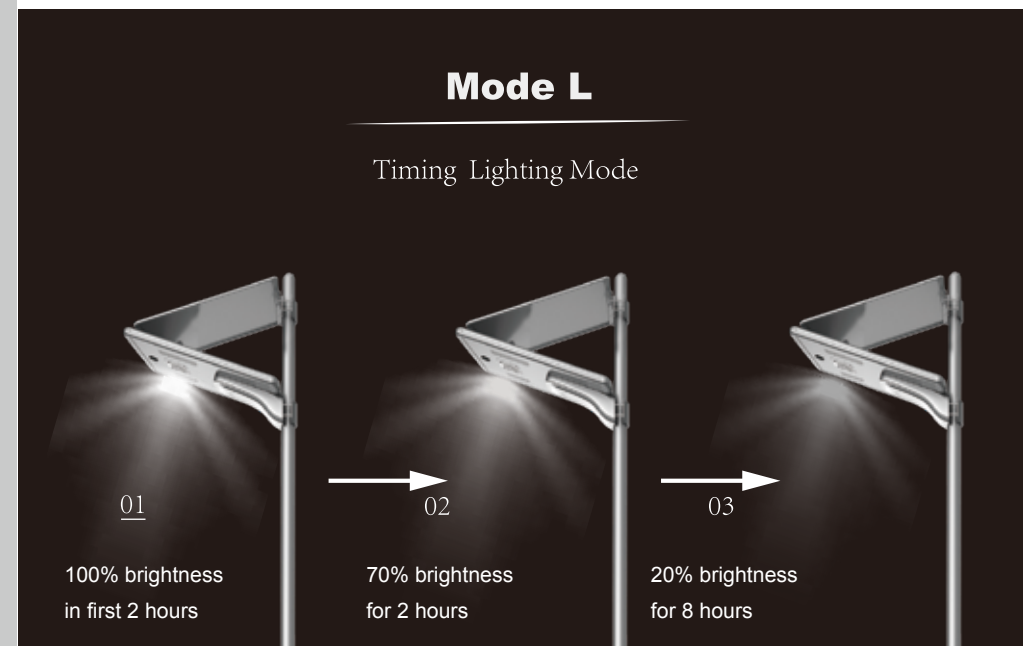 Mode L
Timing Lighting Mode
01
02
03
100% brightness
in first 2 hours
70% brightness
for 2 hours
20% brightness
for 8 hours